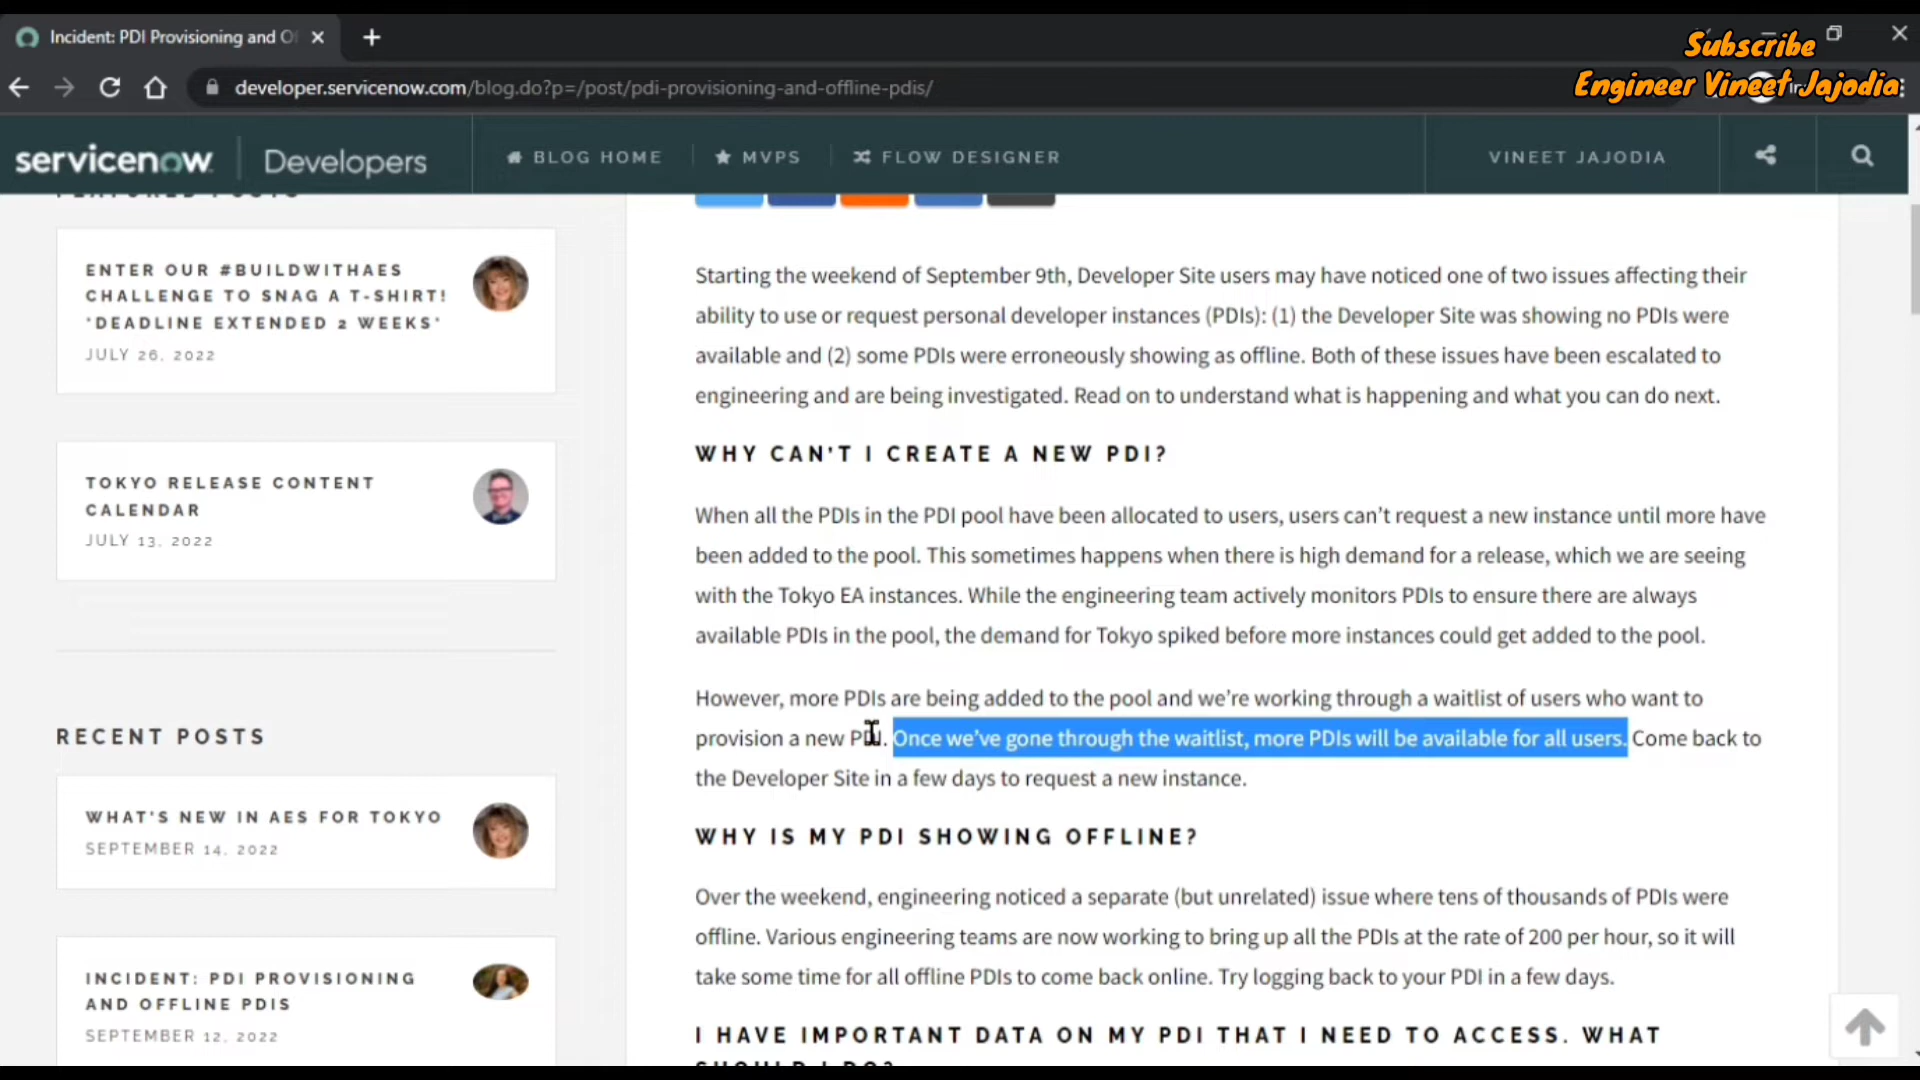 Incident: PDI Provisioning and Of
Subscribe
Engineer Vineet Jajodia
developer.servicenow.com/blog.do?p=/post/pdi-provisioning-and-offline-pdis/
servicenow. Developers BLOG HOME MVPS FLOW DESIGNER VINEET JAJODIA
FEATURED POSTS
ENTER OUR #BUILDWITHAES
CHALLENGE TO SNAG A T-SHIRT!
*DEADLINE EXTENDED 2 WEEKS*
JULY 26, 2022
TOKYO RELEASE CONTENT
CALENDAR
JULY 13, 2022
RECENT POSTS
WHAT'S NEW IN AES FOR TOKYO
SEPTEMBER 14, 2022
INCIDENT: PDI PROVISIONING
AND OFFLINE PDIS
SEPTEMBER 12, 2022
Starting the weekend of September 9th, Developer Site users may have noticed one of two issues affecting their
ability to use or request personal developer instances (PDIs): (1) the Developer Site was showing no PDIs were
available and (2) some PDIs were erroneously showing as offline. Both of these issues have been escalated to
engineering and are being investigated. Read on to understand what is happening and what you can do next.
WHY CAN'T I CREATE A NEW PDI?
When all the PDIs in the PDI pool have been allocated to users, users can't request a new instance until more have
been added to the pool. This sometimes happens when there is high demand for a release, which we are seeing
with the Tokyo EA instances. While the engineering team actively monitors PDIs to ensure there are always
available PDIs in the pool, the demand for Tokyo spiked before more instances could get added to the pool.
However, more PDIs are being added to the pool and we're working through a waitlist of users who want to
provision a new PDI. Once we've gone through the waitlist, more PDIs will be available for all users. Come back to
the Developer Site in a few days to request a new instance.
WHY IS MY PDI SHOWING OFFLINE?
Over the weekend, engineering noticed a separate (but unrelated) issue where tens of thousands of PDIs were
offline. Various engineering teams are now working to bring up all the PDIs at the rate of 200 per hour, so it will
take some time for all offline PDIs to come back online. Try logging back to your PDI in a few days.
I HAVE IMPORTANT DATA ON MY PDI THAT I NEED TO ACCESS. WHAT
SHOULD I DO?